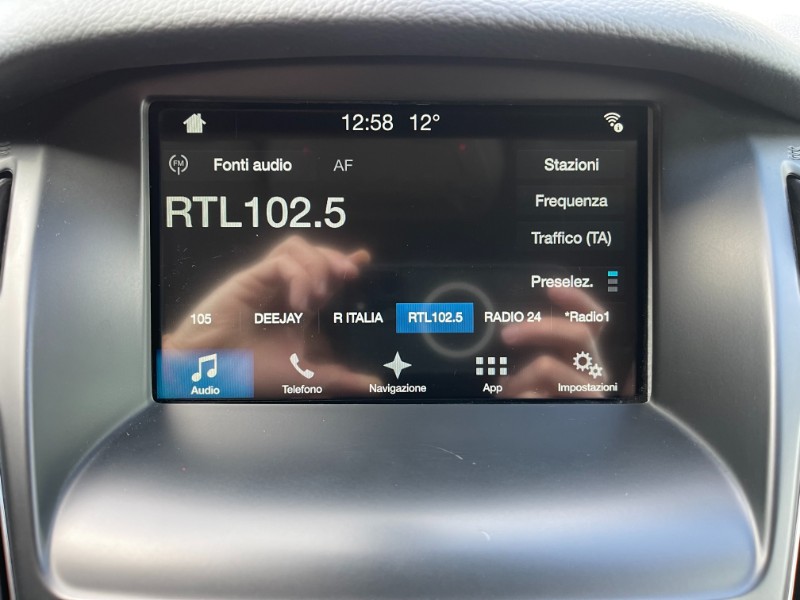 12:58 12°
FM Fonti audio AF Stazioni
RTL102.5
Frequenza
Traffico (TA)
Preselez.
105 DEEJAY R ITALIA RTL102.5 RADIO 24 *Radio1
Audio Telefono Navigazione App Impostazioni